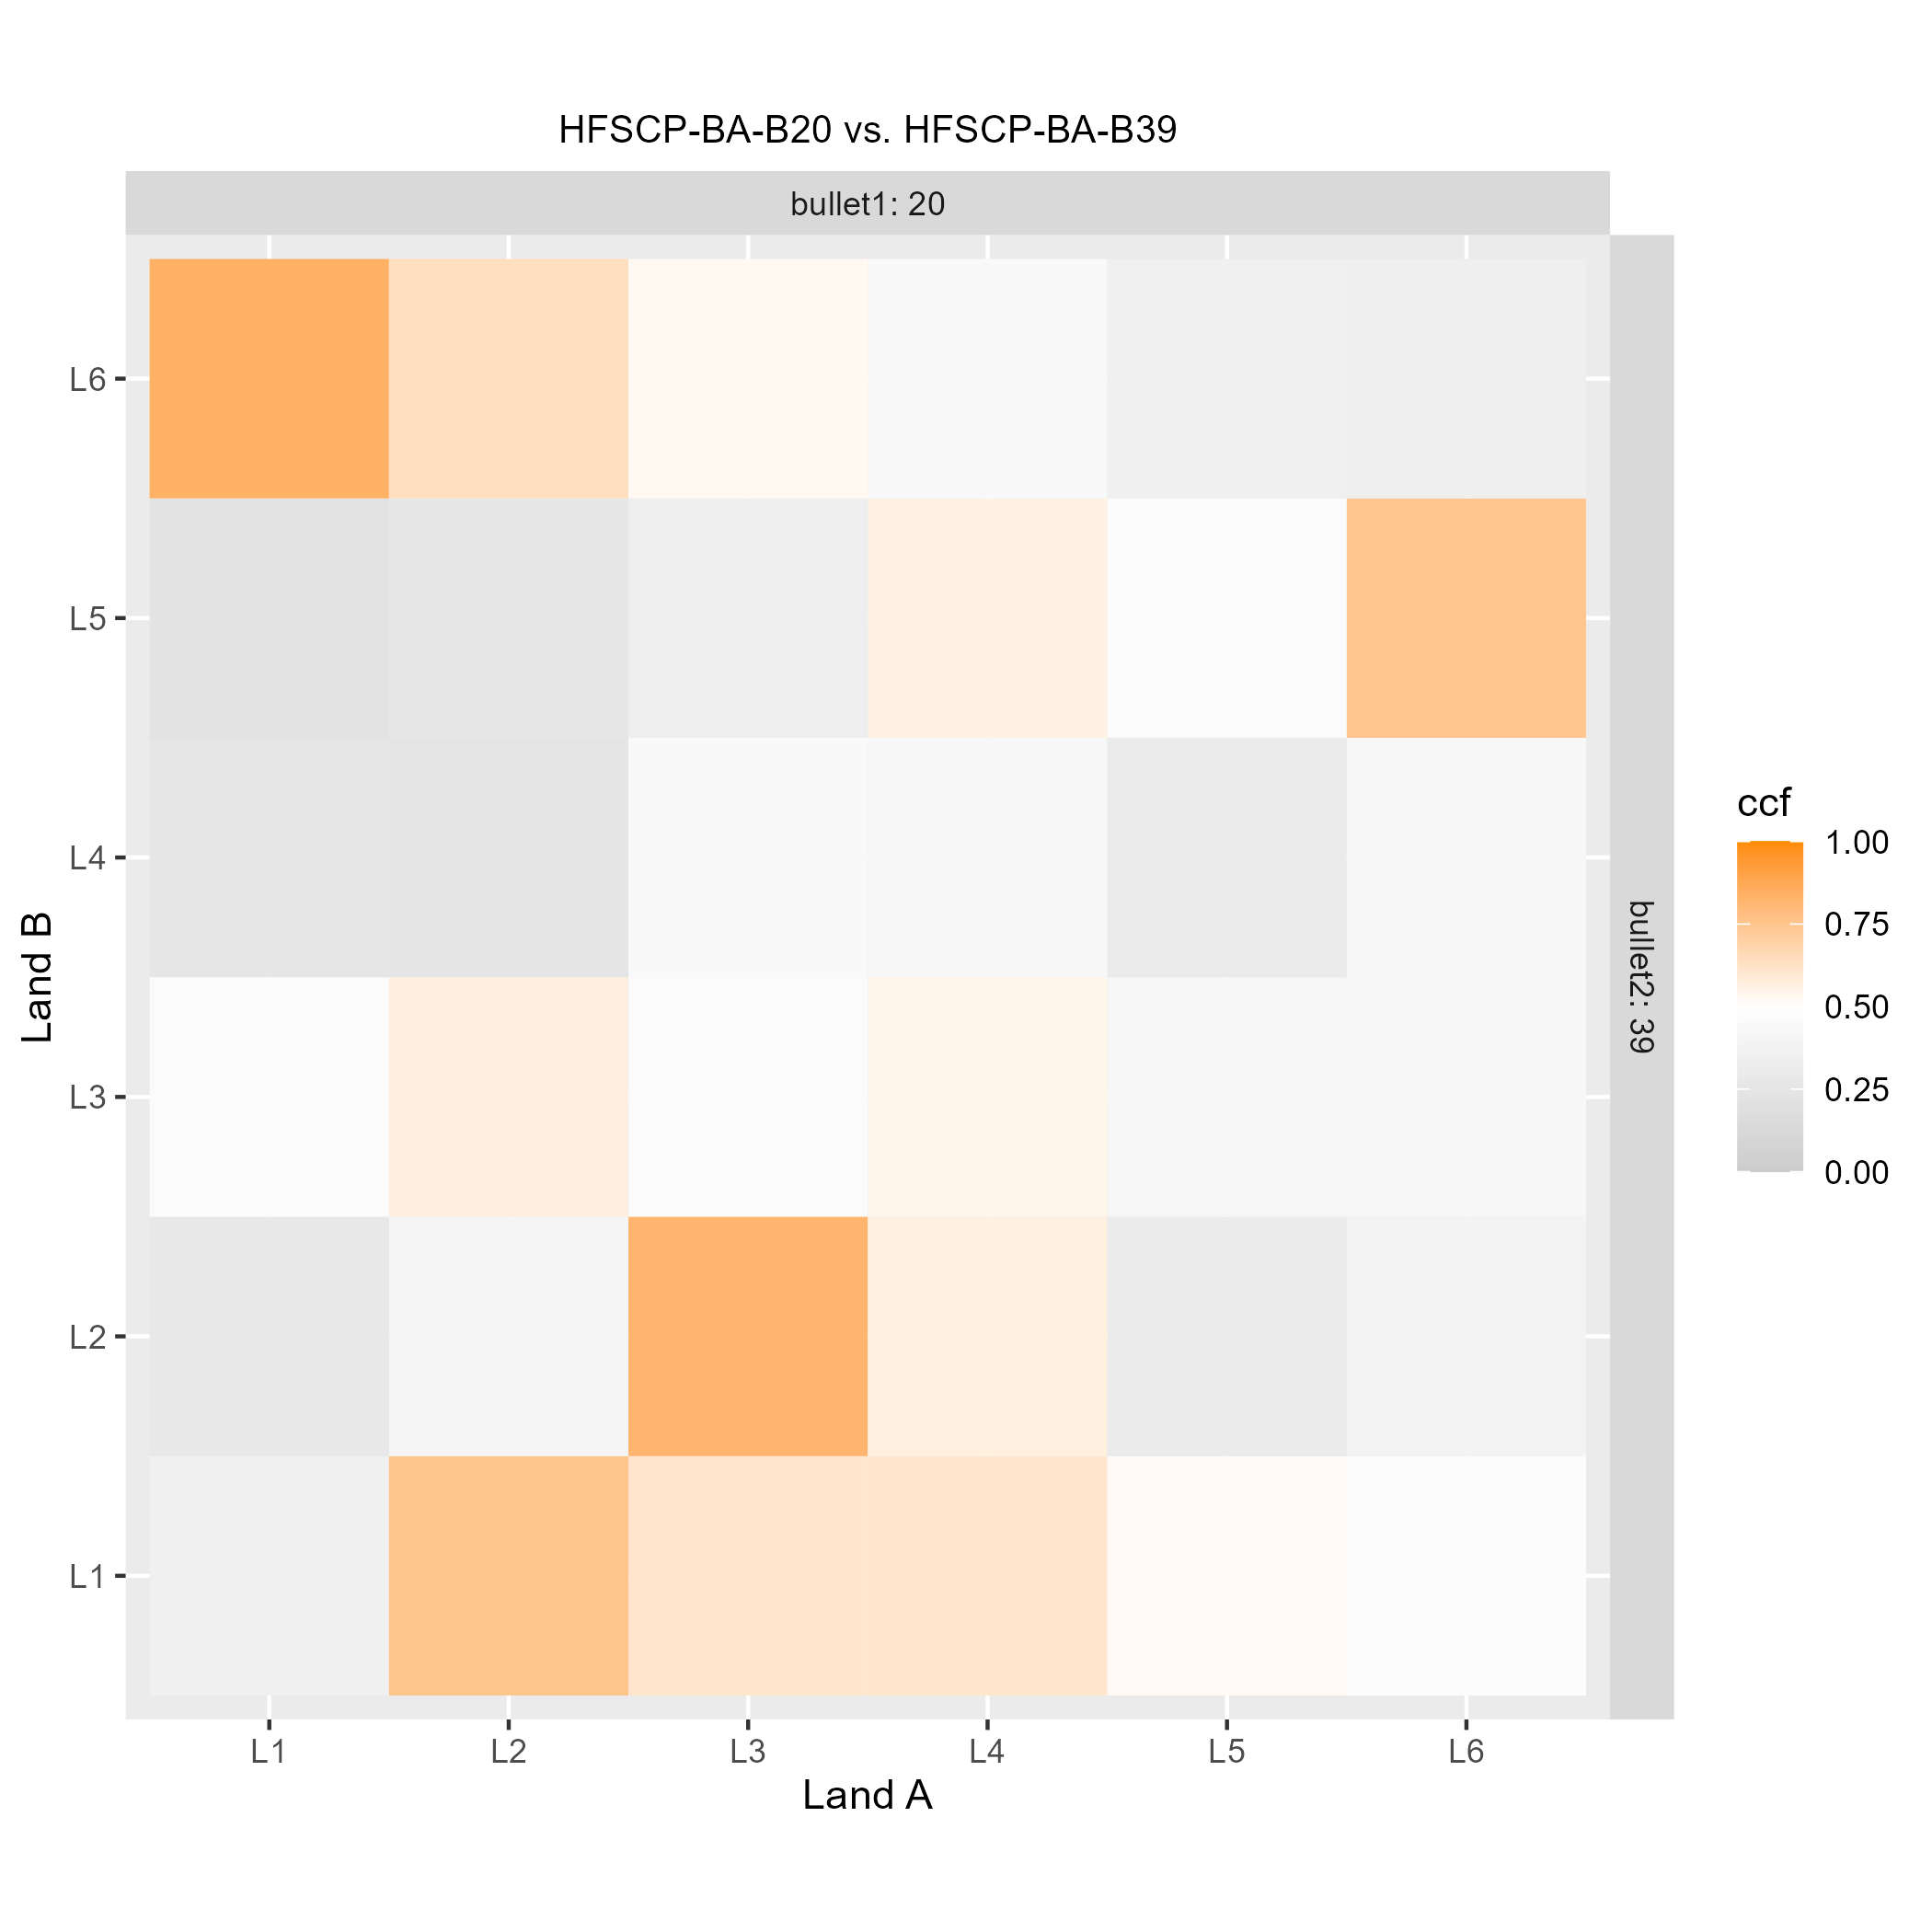 HFSCP-BA-B20 vs. HFSCP-BA-B39
bullet1: 20
L6
L5
L4
L3
L2
L1
Land B
bullet2: 39
ccf
1.00
0.75
0.50
0.25
0.00
L1 L2 L3 L4 L5 L6
Land A